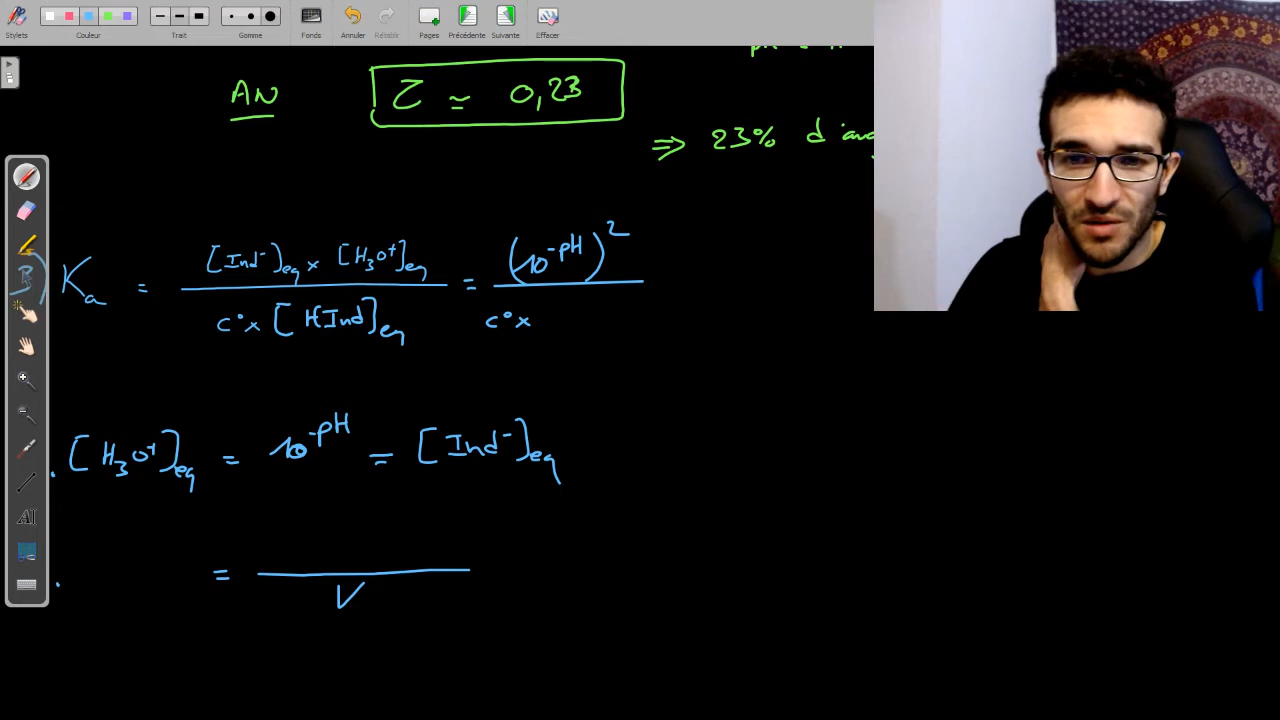 Stylets Couleur Trait Gomme Fonds Annuler Rétablir Pages Précédente Suivante Effacer
AN τ ≃ 0,23
⇒ 23% d
3)
Ka = [Ind⁻]eq × [H₃O⁺]eq / c° × [HInd]eq = (10^-pH)² / c° ×
. [H₃O⁺]eq = 10^-pH = [Ind⁻]eq
. = / V